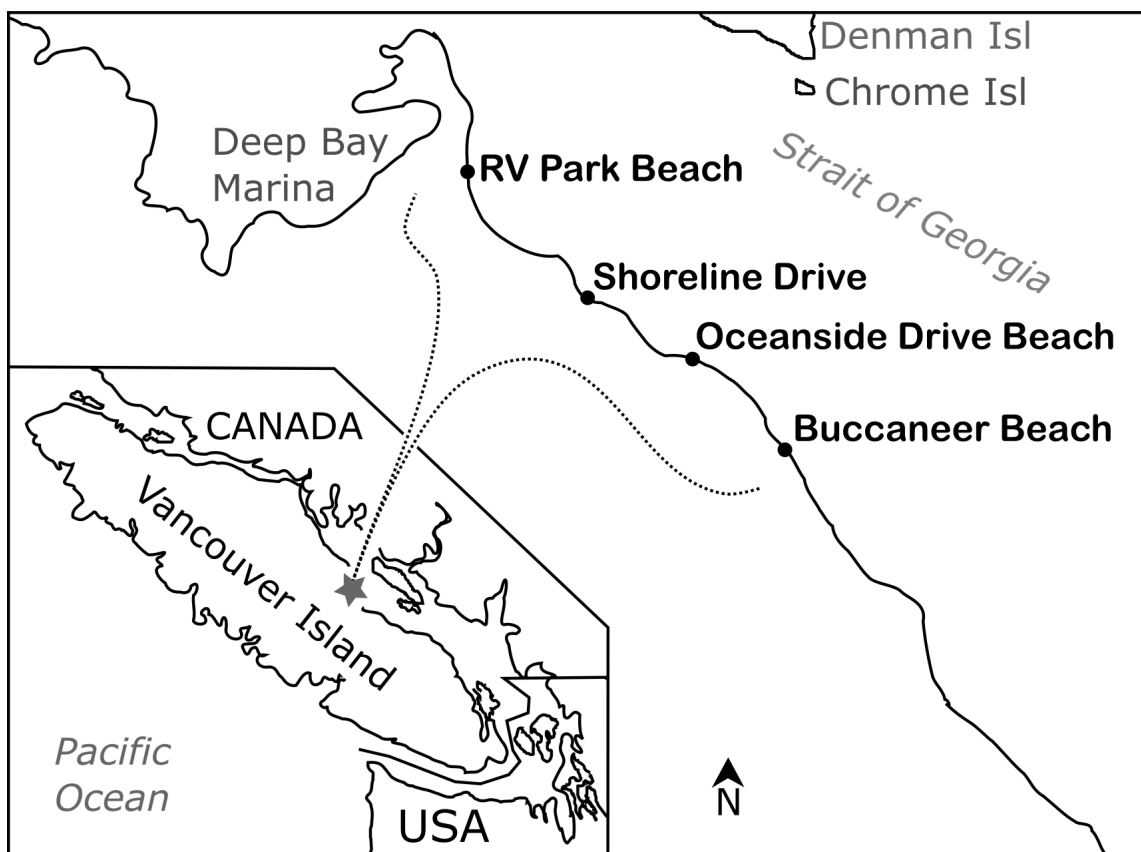 Denman Isl
Chrome Isl
Deep Bay
Marina
Strait of Georgia
RV Park Beach
Shoreline Drive
Oceanside Drive Beach
Buccaneer Beach
CANADA
Vancouver Island
Pacific
Ocean
USA
N